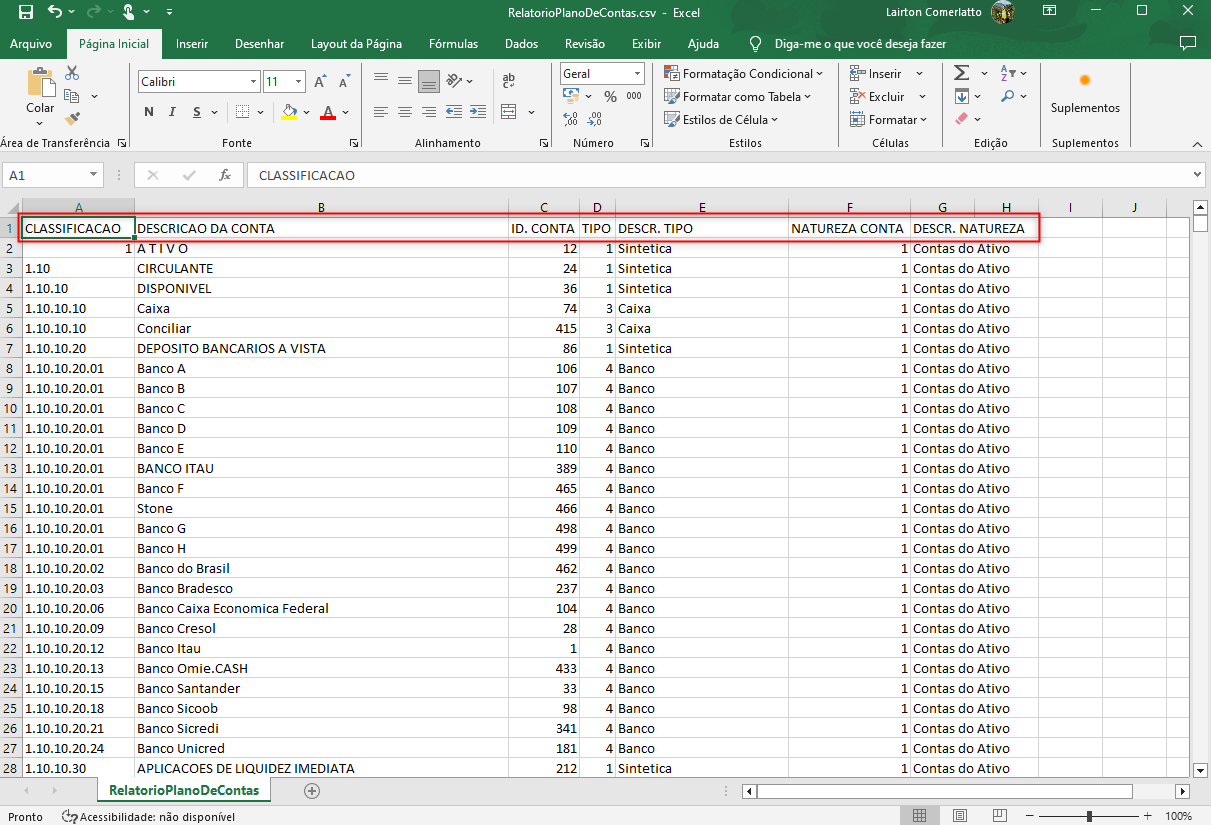 RelatorioPlanoDeContas.csv - Excel
Lairton Comerlatto
Arquivo Página Inicial Inserir Desenhar Layout da Página Fórmulas Dados Revisão Exibir Ajuda Diga-me o que você deseja fazer
Colar
Área de Transferência
Calibri 11
N I S
A A
Fonte
ab
Alinhamento
Geral
% 000
Número
Formatação Condicional
Formatar como Tabela
Estilos de Célula
Estilos
Inserir
Excluir
Formatar
Células
Edição
Suplementos
Suplementos
A1 fx CLASSIFICACAO
A B C D E F G H I J
1 CLASSIFICACAO DESCRICAO DA CONTA ID. CONTA TIPO DESCR. TIPO NATUREZA CONTA DESCR. NATUREZA
2 1 A T I V O 12 1 Sintetica 1 Contas do Ativo
3 1.10 CIRCULANTE 24 1 Sintetica 1 Contas do Ativo
4 1.10.10 DISPONIVEL 36 1 Sintetica 1 Contas do Ativo
5 1.10.10.10 Caixa 74 3 Caixa 1 Contas do Ativo
6 1.10.10.10 Conciliar 415 3 Caixa 1 Contas do Ativo
7 1.10.10.20 DEPOSITO BANCARIOS A VISTA 86 1 Sintetica 1 Contas do Ativo
8 1.10.10.20.01 Banco A 106 4 Banco 1 Contas do Ativo
9 1.10.10.20.01 Banco B 107 4 Banco 1 Contas do Ativo
10 1.10.10.20.01 Banco C 108 4 Banco 1 Contas do Ativo
11 1.10.10.20.01 Banco D 109 4 Banco 1 Contas do Ativo
12 1.10.10.20.01 Banco E 110 4 Banco 1 Contas do Ativo
13 1.10.10.20.01 BANCO ITAU 389 4 Banco 1 Contas do Ativo
14 1.10.10.20.01 Banco F 465 4 Banco 1 Contas do Ativo
15 1.10.10.20.01 Stone 466 4 Banco 1 Contas do Ativo
16 1.10.10.20.01 Banco G 498 4 Banco 1 Contas do Ativo
17 1.10.10.20.01 Banco H 499 4 Banco 1 Contas do Ativo
18 1.10.10.20.02 Banco do Brasil 462 4 Banco 1 Contas do Ativo
19 1.10.10.20.03 Banco Bradesco 237 4 Banco 1 Contas do Ativo
20 1.10.10.20.06 Banco Caixa Economica Federal 104 4 Banco 1 Contas do Ativo
21 1.10.10.20.09 Banco Cresol 28 4 Banco 1 Contas do Ativo
22 1.10.10.20.12 Banco Itau 1 4 Banco 1 Contas do Ativo
23 1.10.10.20.13 Banco Omie.CASH 433 4 Banco 1 Contas do Ativo
24 1.10.10.20.15 Banco Santander 33 4 Banco 1 Contas do Ativo
25 1.10.10.20.18 Banco Sicoob 98 4 Banco 1 Contas do Ativo
26 1.10.10.20.21 Banco Sicredi 341 4 Banco 1 Contas do Ativo
27 1.10.10.20.24 Banco Unicred 181 4 Banco 1 Contas do Ativo
28 1.10.10.30 APLICACOES DE LIQUIDEZ IMEDIATA 212 1 Sintetica 1 Contas do Ativo
RelatorioPlanoDeContas
Pronto Acessibilidade: não disponível 100%